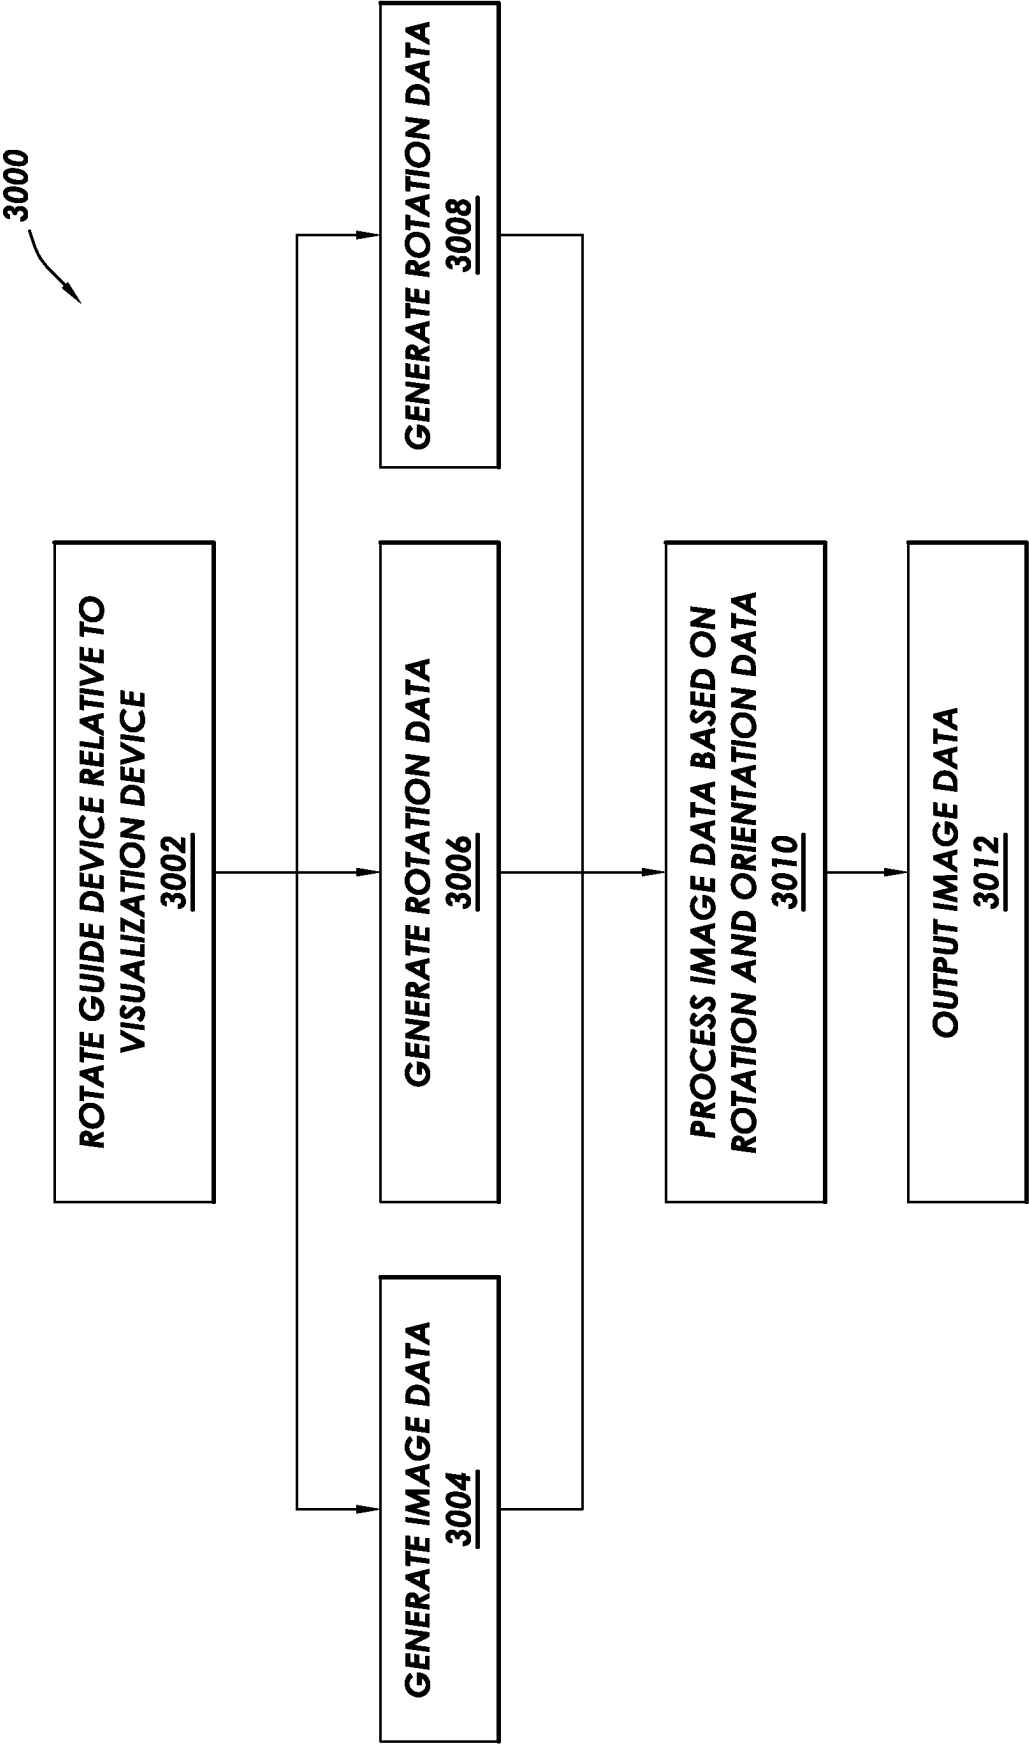 3000
ROTATE GUIDE DEVICE RELATIVE TO
VISUALIZATION DEVICE
3002
GENERATE IMAGE DATA
3004
GENERATE ROTATION DATA
3006
GENERATE ROTATION DATA
3008
PROCESS IMAGE DATA BASED ON
ROTATION AND ORIENTATION DATA
3010
OUTPUT IMAGE DATA
3012